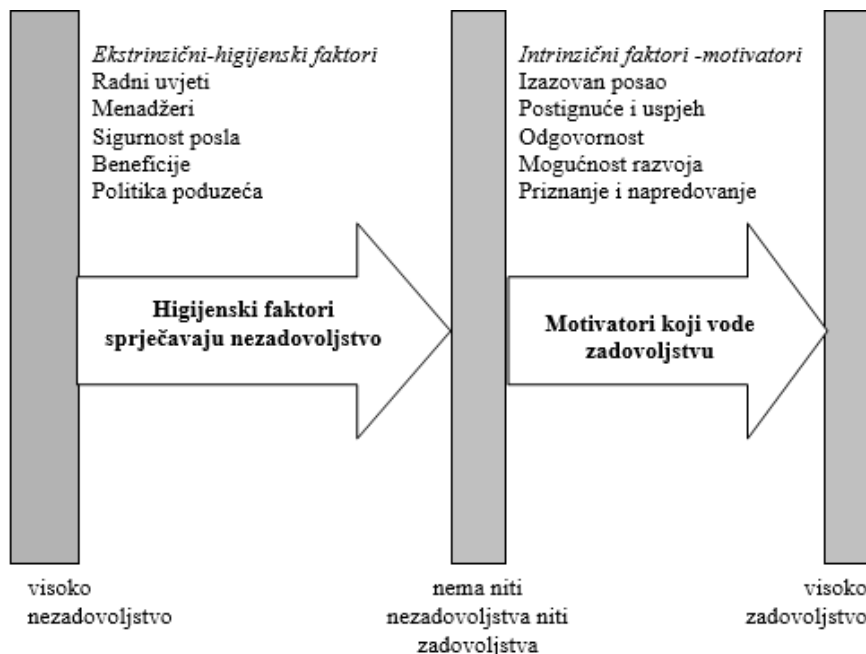 Ekstrinzični-higijenski faktori
Radni uvjeti
Menadžeri
Sigurnost posla
Beneficije
Politika poduzeća
Intrinzični faktori -motivatori
Izazovan posao
Postignuće i uspjeh
Odgovornost
Mogućnost razvoja
Priznanje i napredovanje
Higijenski faktori
sprječavaju nezadovoljstvo
Motivatori koji vode
zadovoljstvu
visoko
nezadovoljstvo
nema niti
nezadovoljstva niti
zadovoljstva
visoko
zadovoljstvo